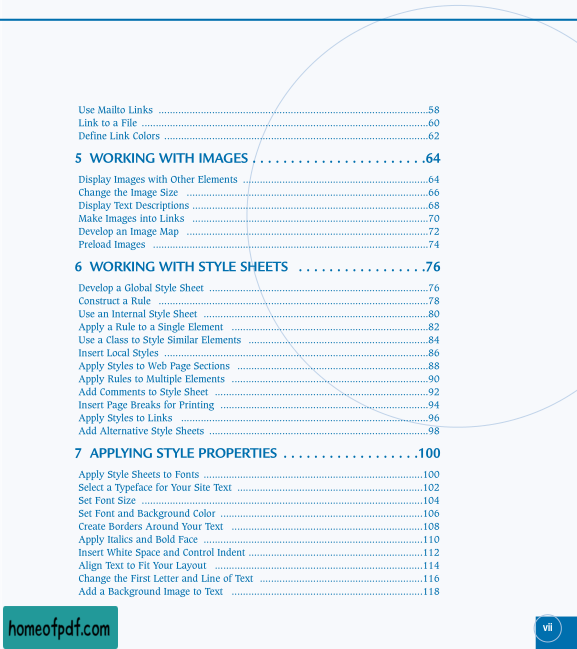 Use Mailto Links ....................58
Link to a File ....................60
Define Link Colors ....................62
5 WORKING WITH IMAGES . . . . . . . . . . . . . . . . . . . . . . .64
Display Images with Other Elements ....................64
Change the Image Size ....................66
Display Text Descriptions ....................68
Make Images into Links ....................70
Develop an Image Map ....................72
Preload Images ....................74
6 WORKING WITH STYLE SHEETS . . . . . . . . . . . . . . . . .76
Develop a Global Style Sheet ....................76
Construct a Rule ....................78
Use an Internal Style Sheet ....................80
Apply a Rule to a Single Element ....................82
Use a Class to Style Similar Elements ....................84
Insert Local Styles ....................86
Apply Styles to Web Page Sections ....................88
Apply Rules to Multiple Elements ....................90
Add Comments to Style Sheet ....................92
Insert Page Breaks for Printing ....................94
Apply Styles to Links ....................96
Add Alternative Style Sheets ....................98
7 APPLYING STYLE PROPERTIES . . . . . . . . . . . . . . . . . .100
Apply Style Sheets to Fonts ....................100
Select a Typeface for Your Site Text ....................102
Set Font Size ....................104
Set Font and Background Color ....................106
Create Borders Around Your Text ....................108
Apply Italics and Bold Face ....................110
Insert White Space and Control Indent ....................112
Align Text to Fit Your Layout ....................114
Change the First Letter and Line of Text ....................116
Add a Background Image to Text ....................118
homeofpdf.com
vii